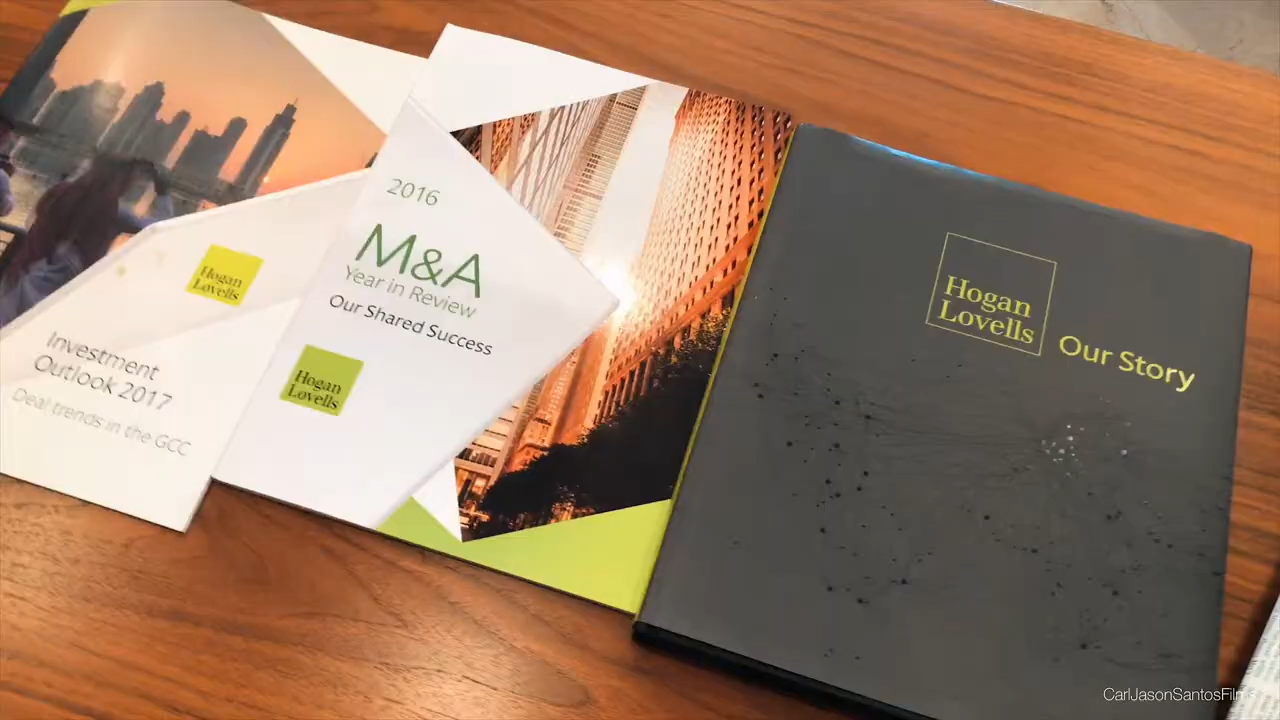 Hogan
Lovells
Investment
Outlook 2017
Deal trends in the GCC
2016
M&A
Year in Review
Our Shared Success
Hogan
Lovells
Hogan
Lovells
Our Story
CarlJasonSantosFilms